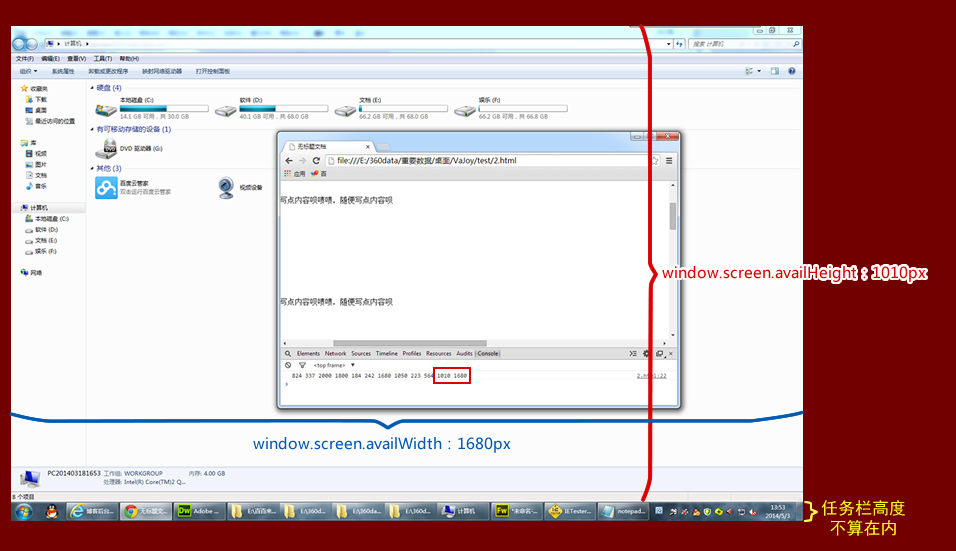 计算机
搜索 计算机
文件(F) 编辑(E) 查看(V) 工具(T) 帮助(H)
组织 系统属性 卸载或更改程序 映射网络驱动器 打开控制面板
收藏夹
下载
桌面
最近访问的位置
库
视频
图片
文档
音乐
计算机
本地磁盘 (C:)
软件 (D:)
文档 (E:)
娱乐 (F:)
网络
硬盘 (4)
本地磁盘 (C:) 软件 (D:) 文档 (E:) 娱乐 (F:)
14.1 GB 可用，共 30.0 GB 40.1 GB 可用，共 68.0 GB 66.2 GB 可用，共 68.0 GB 66.2 GB 可用，共 66.8 GB
有可移动存储的设备 (1)
DVD 驱动器 (G:)
其他 (3)
百度云管家
双击运行百度云管家
视频设备
无标题文档
file:///E:/360data/重要数据/桌面/VaJoy/test/2.html
应用 百
写点内容呗啧啧。随便写点内容呗
写点内容呗啧啧。随便写点内容呗
Elements Network Sources Timeline Profiles Resources Audits Console
<top frame>
824 337 2000 1800 184 242 1680 1050 223 564 1010 1680
window.screen.availHeight：1010px
window.screen.availWidth：1680px
PC201403181653 工作组: WORKGROUP 内存: 4.00 GB
处理器: Intel(R) Core(TM)2 Q...
8 个项目
博客后台... 无标题文... Adobe ... E:\百百来... E:\360d... E:\360da... E:\360d... 计算机 *未命名-... IETester... notepad...
13:53
2014/5/3
任务栏高度
不算在内